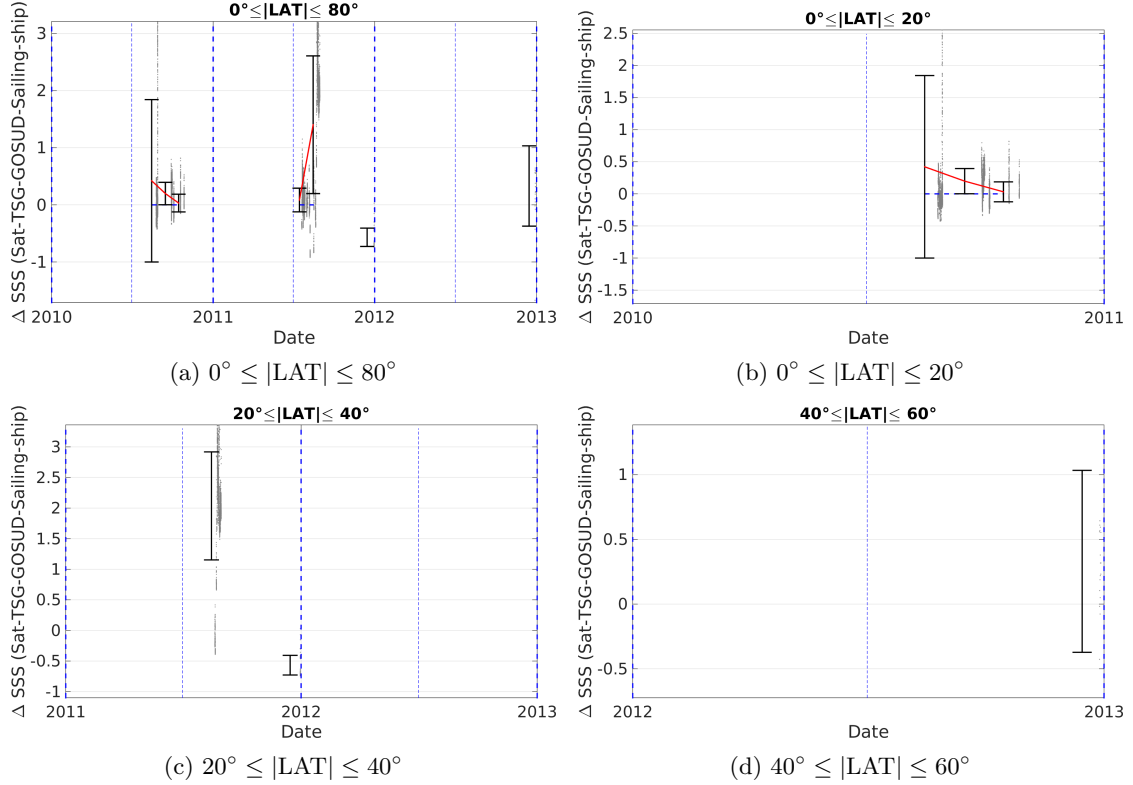 0°≤|LAT|≤ 80°
Δ SSS (Sat-TSG-GOSUD-Sailing-ship)
3
2
1
0
-1
2010 2011 2012 2013
Date
(a) 0° ≤ |LAT| ≤ 80°
0°≤|LAT|≤ 20°
Δ SSS (Sat-TSG-GOSUD-Sailing-ship)
2.5
2
1.5
1
0.5
0
-0.5
-1
-1.5
2010 2011
Date
(b) 0° ≤ |LAT| ≤ 20°
20°≤|LAT|≤ 40°
Δ SSS (Sat-TSG-GOSUD-Sailing-ship)
3
2.5
2
1.5
1
0.5
0
-0.5
-1
2011 2012 2013
Date
(c) 20° ≤ |LAT| ≤ 40°
40°≤|LAT|≤ 60°
Δ SSS (Sat-TSG-GOSUD-Sailing-ship)
1
0.5
0
-0.5
2012 2013
Date
(d) 40° ≤ |LAT| ≤ 60°